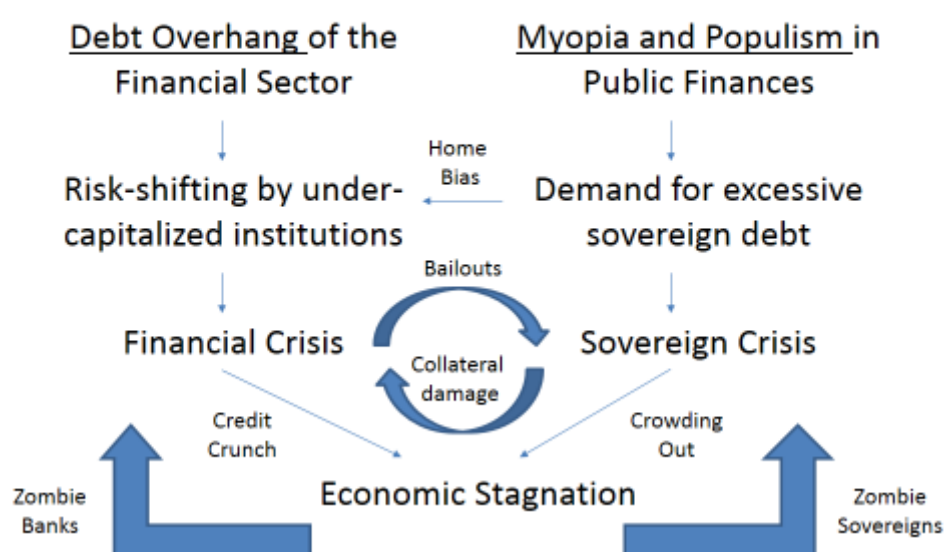 Debt Overhang of the
Financial Sector
Myopia and Populism in
Public Finances
Home
Bias
Risk-shifting by under-
capitalized institutions
Demand for excessive
sovereign debt
Bailouts
Financial Crisis
Sovereign Crisis
Collateral
damage
Credit
Crunch
Crowding
Out
Economic Stagnation
Zombie
Banks
Zombie
Sovereigns